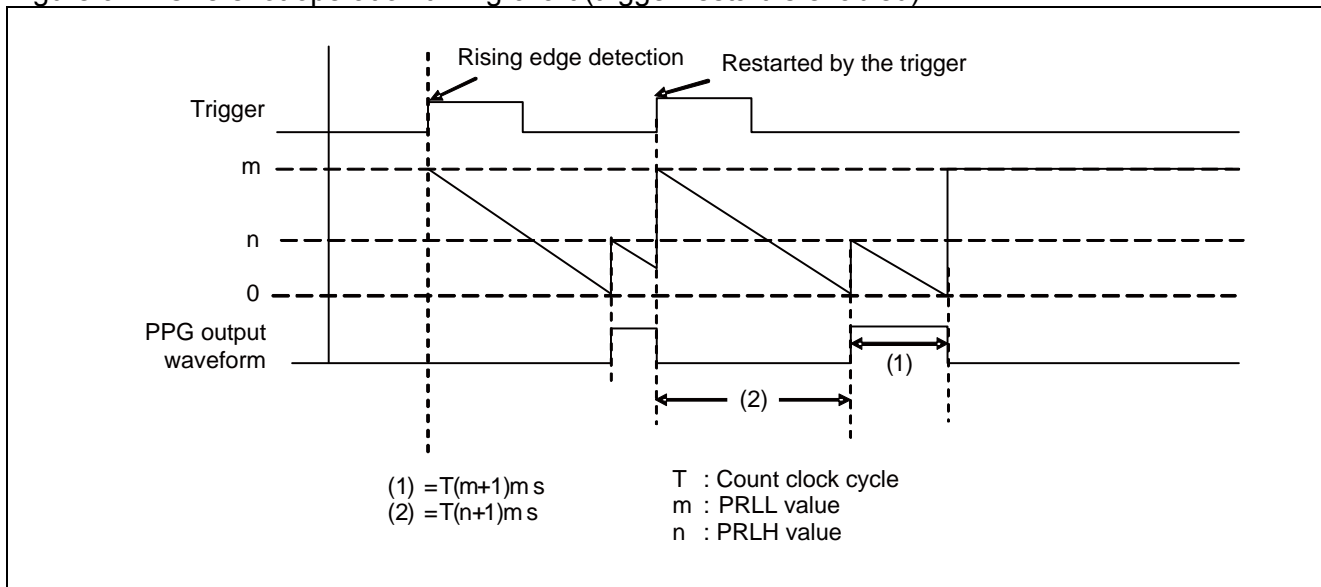 Rising edge detection
Restarted by the trigger
Trigger
m
n
0
PPG output
waveform
(1)
(2)
(1) =T(m+1)m s
(2) =T(n+1)m s
T : Count clock cycle
m : PRLL value
n : PRLH value